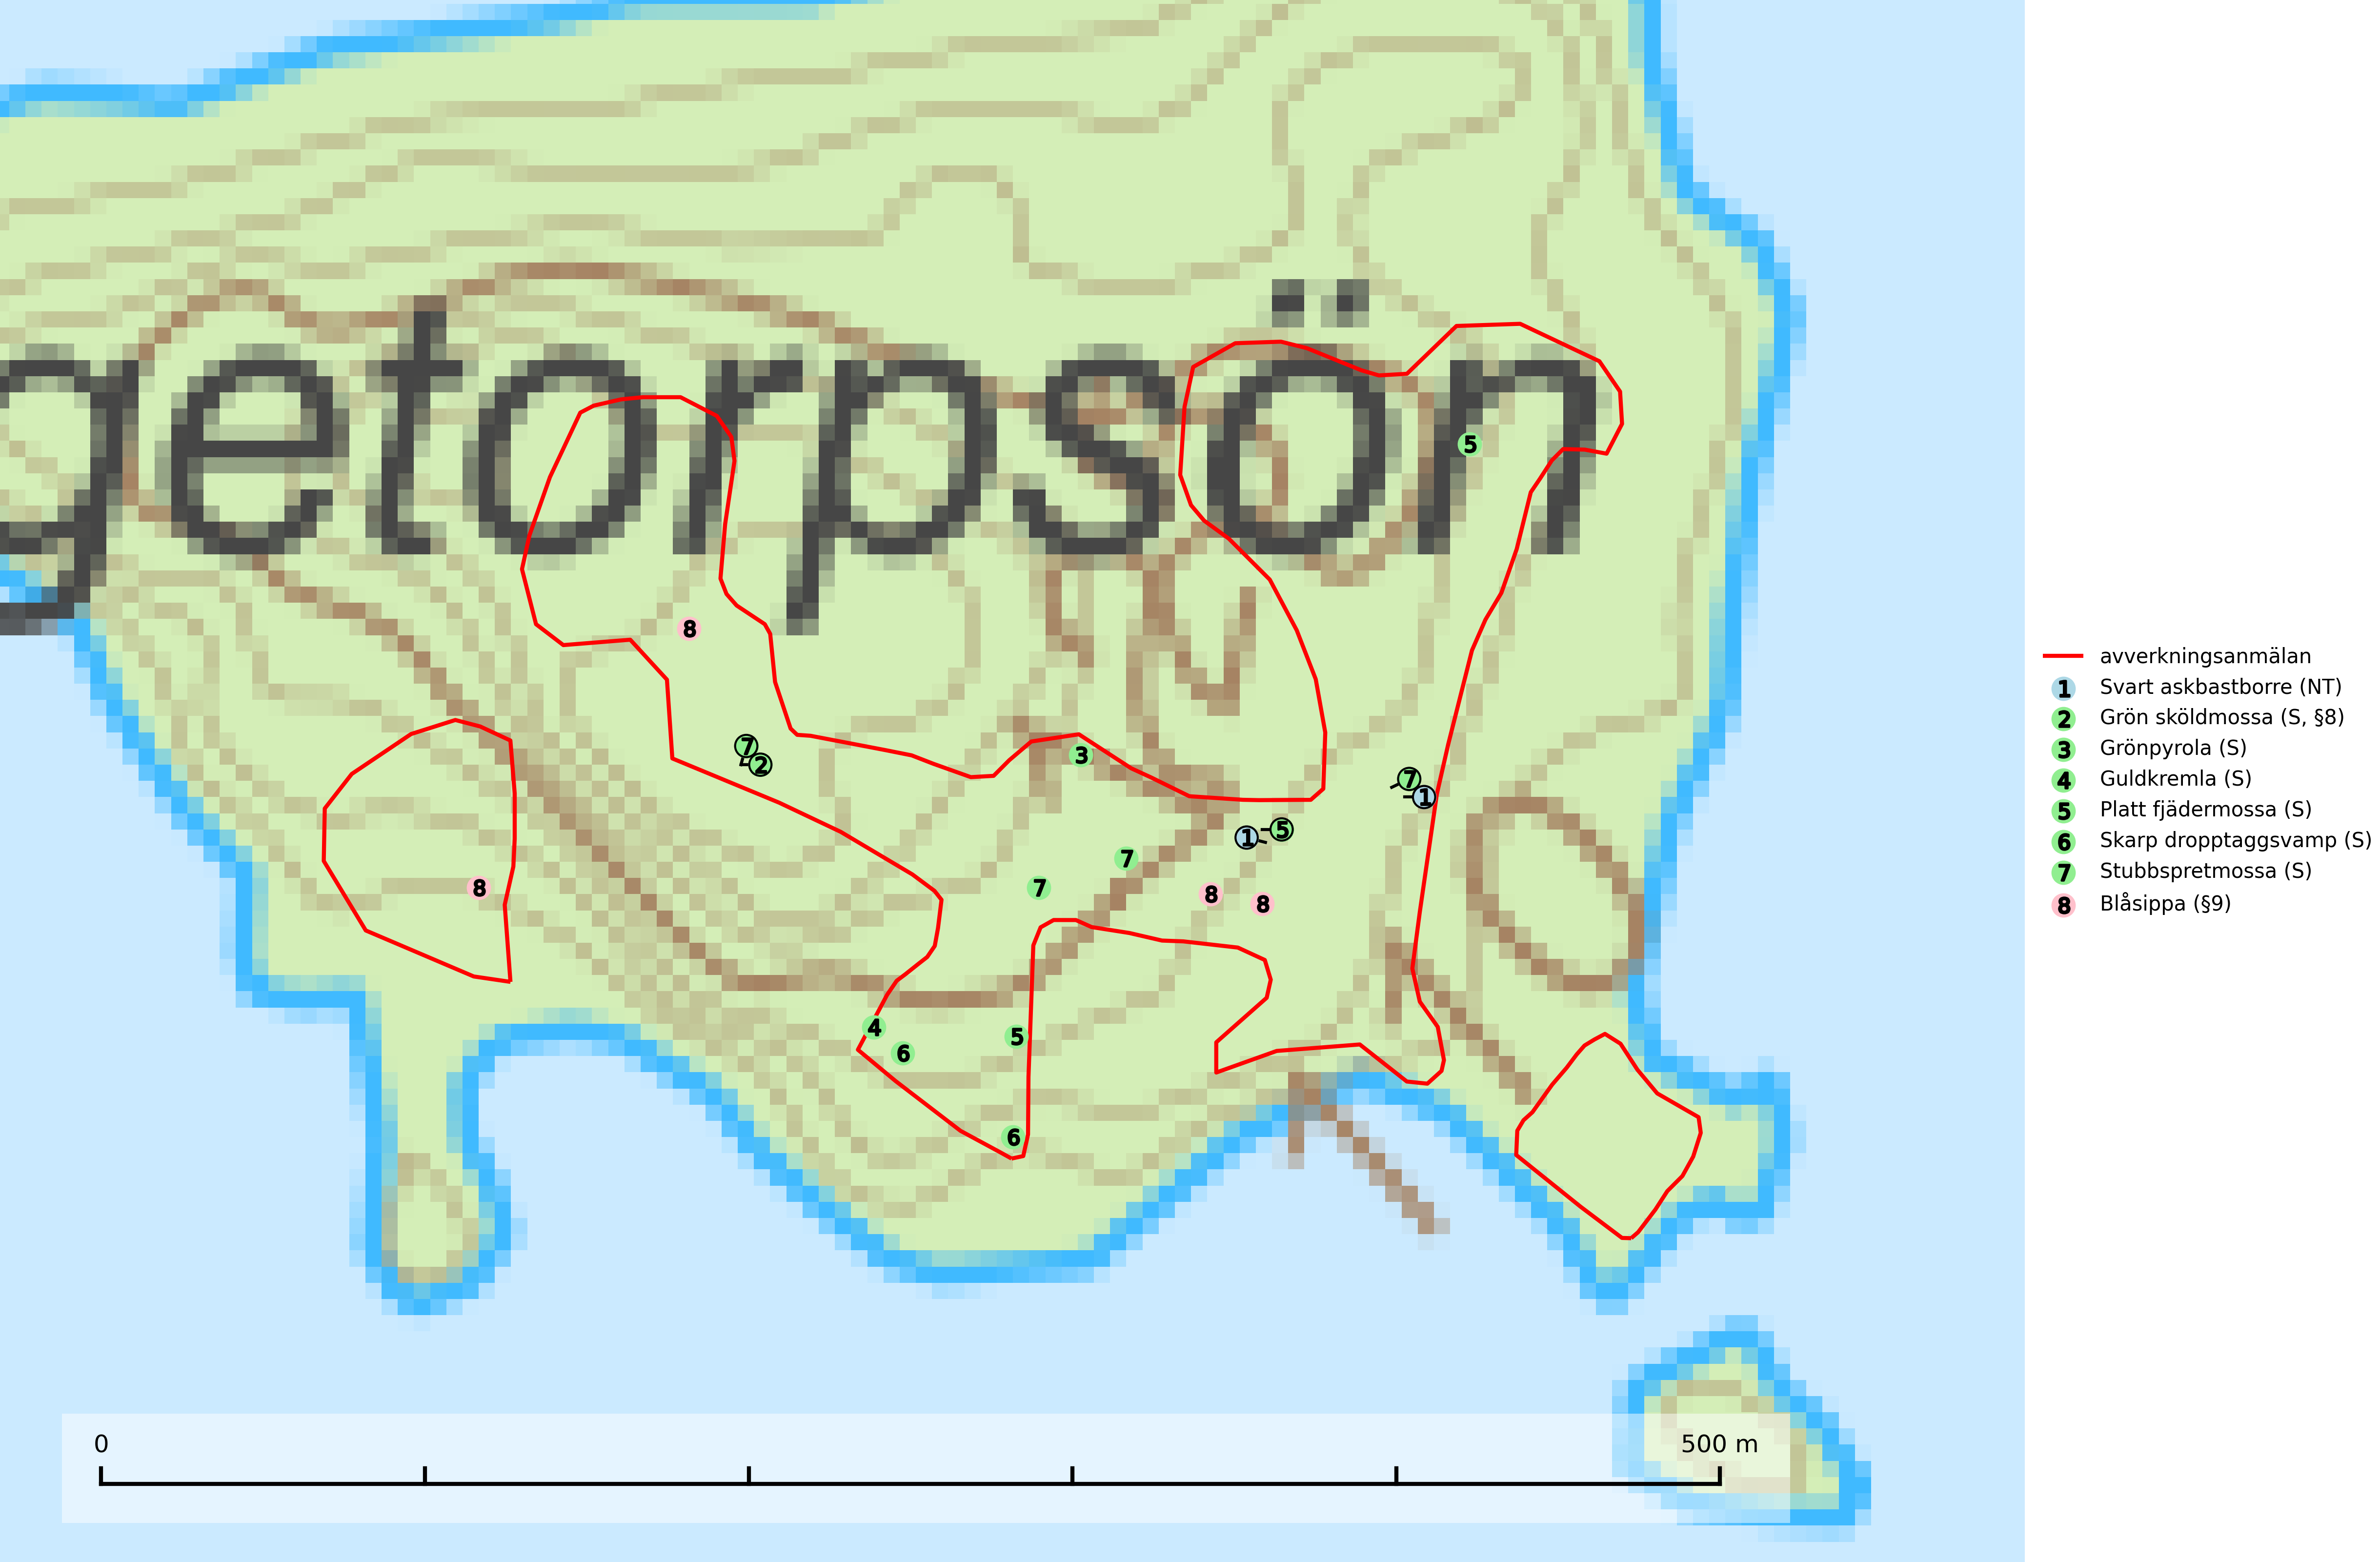 getorpsön
5
8
7
2
3
7
1
1
5
7
7
8
8
8
4
5
6
6
0
500 m
avverkningsanmälan
1 Svart askbastborre (NT)
2 Grön sköldmossa (S, §8)
3 Grönpyrola (S)
4 Guldkremla (S)
5 Platt fjädermossa (S)
6 Skarp dropptaggsvamp (S)
7 Stubbspretmossa (S)
8 Blåsippa (§9)